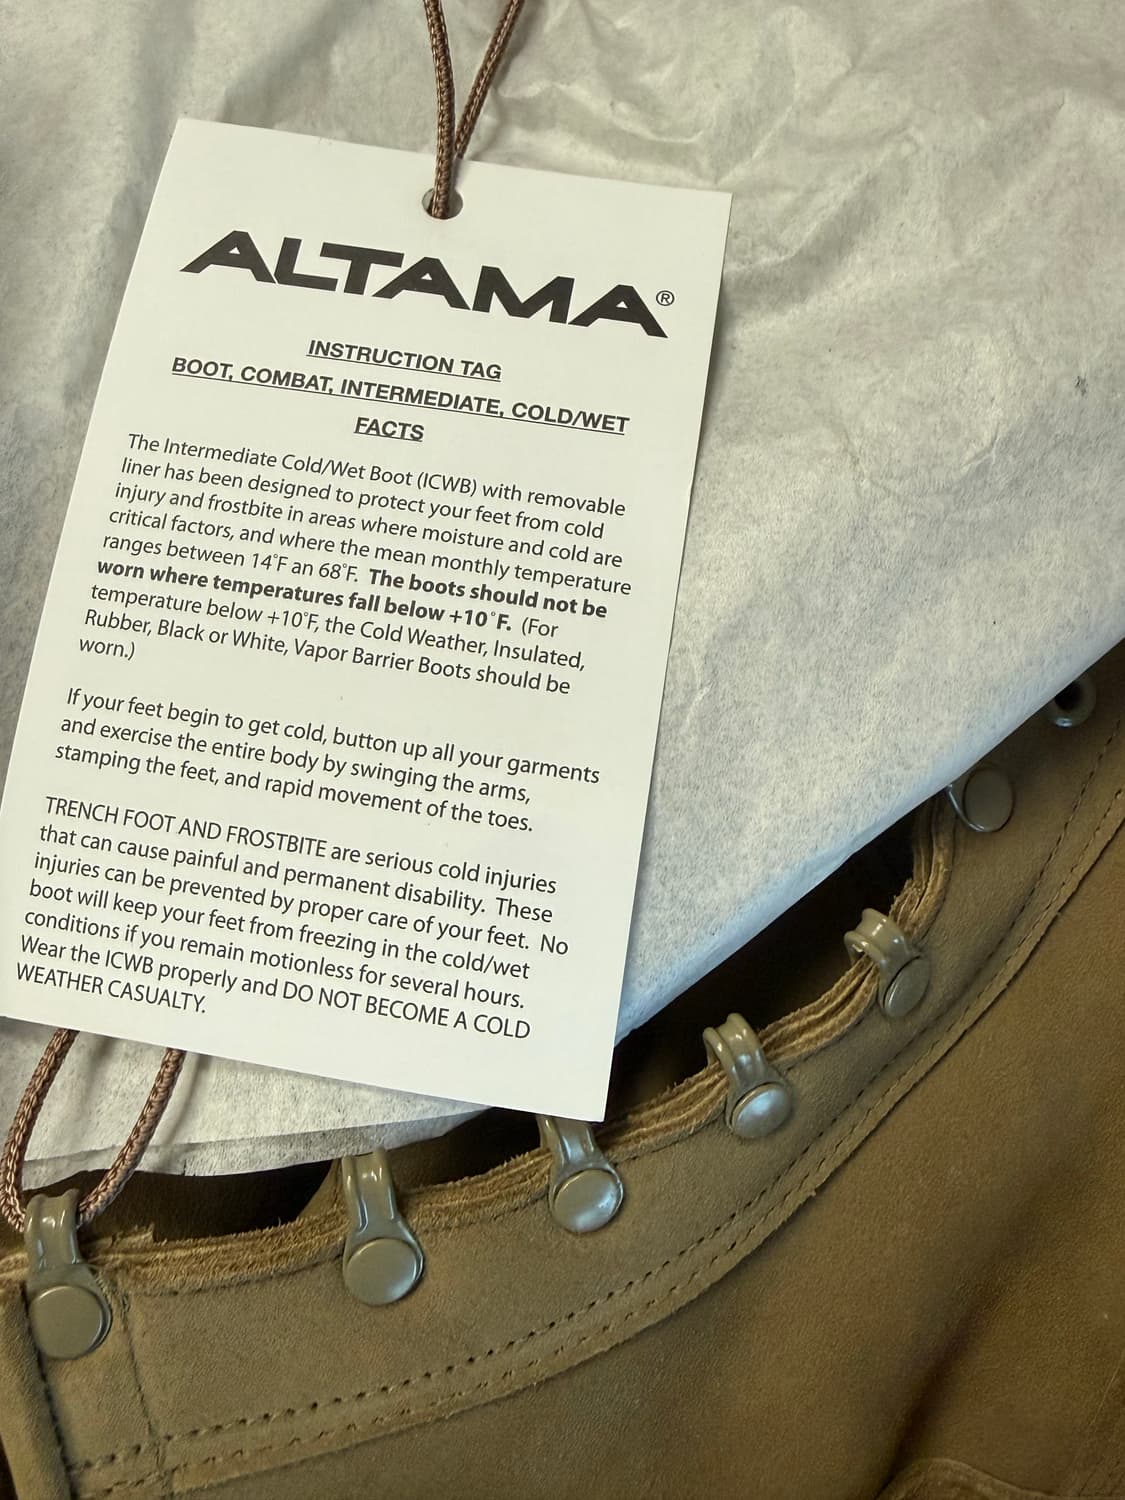 ALTAMA®
INSTRUCTION TAG
BOOT, COMBAT, INTERMEDIATE, COLD/WET
FACTS
The Intermediate Cold/Wet Boot (ICWB) with removable
liner has been designed to protect your feet from cold
injury and frostbite in areas where moisture and cold are
critical factors, and where the mean monthly temperature
ranges between 14°F an 68°F. The boots should not be
worn where temperatures fall below +10°F. (For
temperature below +10°F, the Cold Weather, Insulated,
Rubber, Black or White, Vapor Barrier Boots should be
worn.)
If your feet begin to get cold, button up all your garments
and exercise the entire body by swinging the arms,
stamping the feet, and rapid movement of the toes.
TRENCH FOOT AND FROSTBITE are serious cold injuries
that can cause painful and permanent disability. These
injuries can be prevented by proper care of your feet. No
boot will keep your feet from freezing in the cold/wet
conditions if you remain motionless for several hours.
Wear the ICWB properly and DO NOT BECOME A COLD
WEATHER CASUALTY.